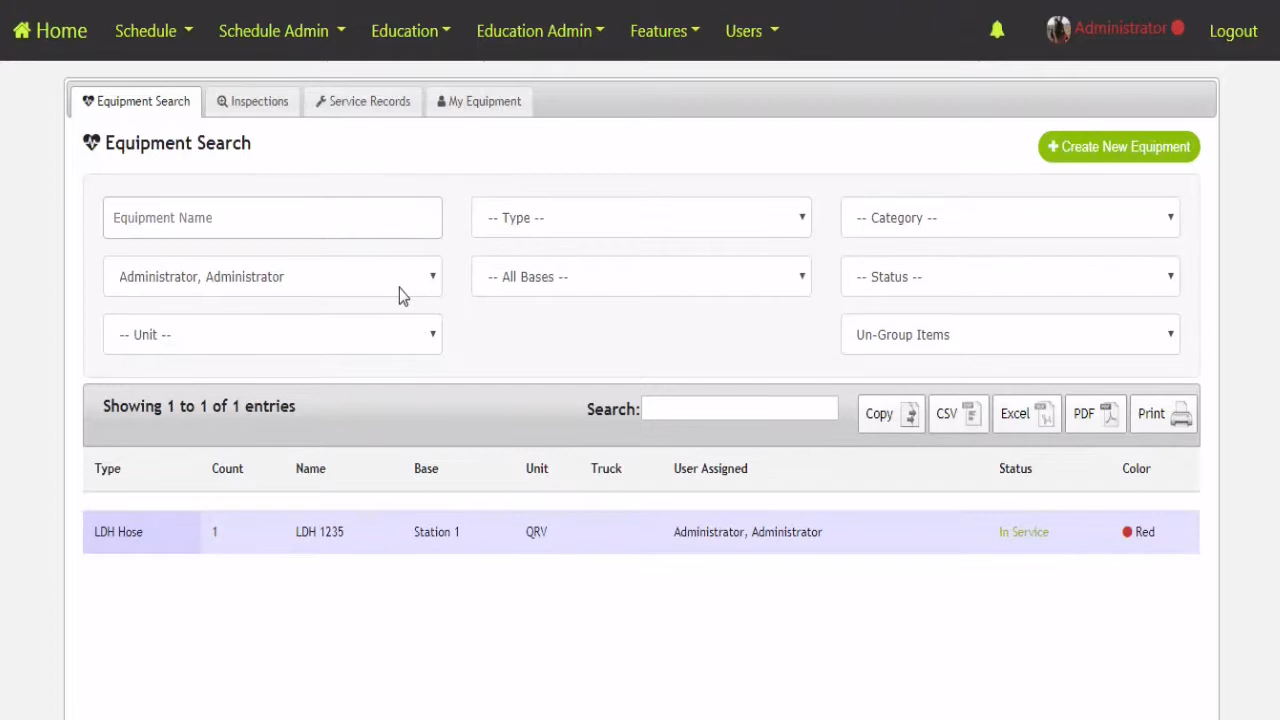 Home Schedule Schedule Admin Education Education Admin Features Users Administrator Logout
Equipment Search Inspections Service Records My Equipment
Equipment Search
+ Create New Equipment
Equipment Name -- Type -- -- Category --
Administrator, Administrator -- All Bases -- -- Status --
-- Unit -- Un-Group Items
Showing 1 to 1 of 1 entries Search: Copy CSV Excel PDF Print
Type Count Name Base Unit Truck User Assigned Status Color
LDH Hose 1 LDH 1235 Station 1 QRV Administrator, Administrator In Service Red